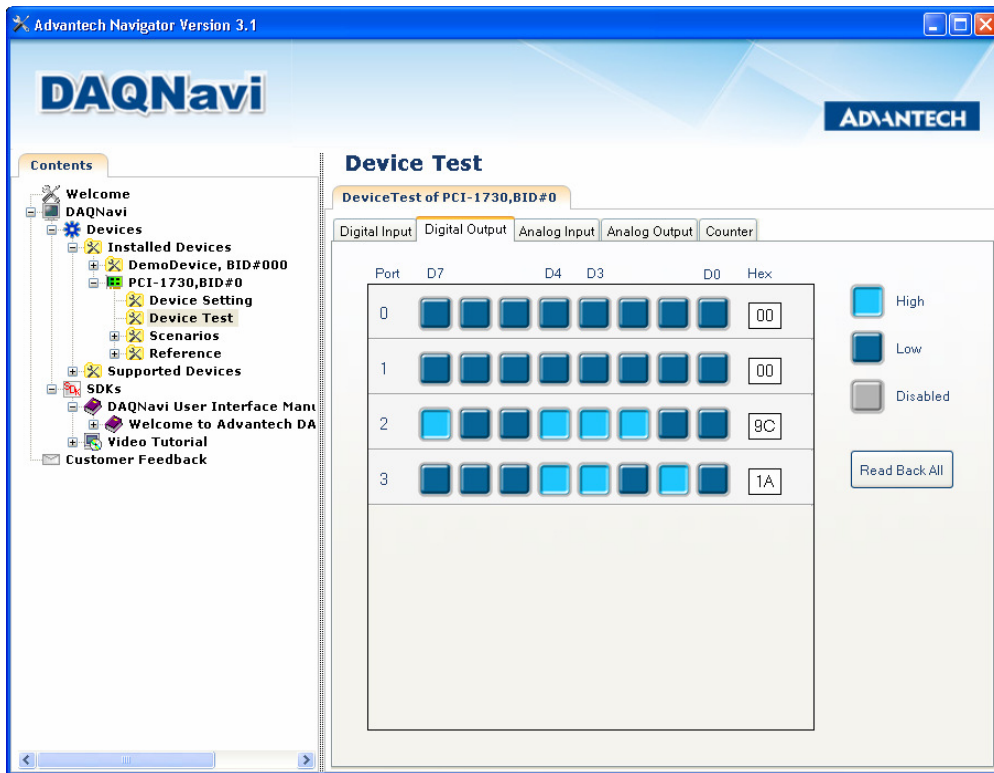 Advantech Navigator Version 3.1
DAQNavi
ADVANTECH
Contents
Welcome
DAQNavi
Devices
Installed Devices
DemoDevice, BID#000
PCI-1730,BID#0
Device Setting
Device Test
Scenarios
Reference
Supported Devices
SDKs
DAQNavi User Interface Manu
Welcome to Advantech DA
Video Tutorial
Customer Feedback
Device Test
DeviceTest of PCI-1730,BID#0
Digital Input Digital Output Analog Input Analog Output Counter
Port D7 D4 D3 D0 Hex
0 00
1 00
2 9C
3 1A
High
Low
Disabled
Read Back All